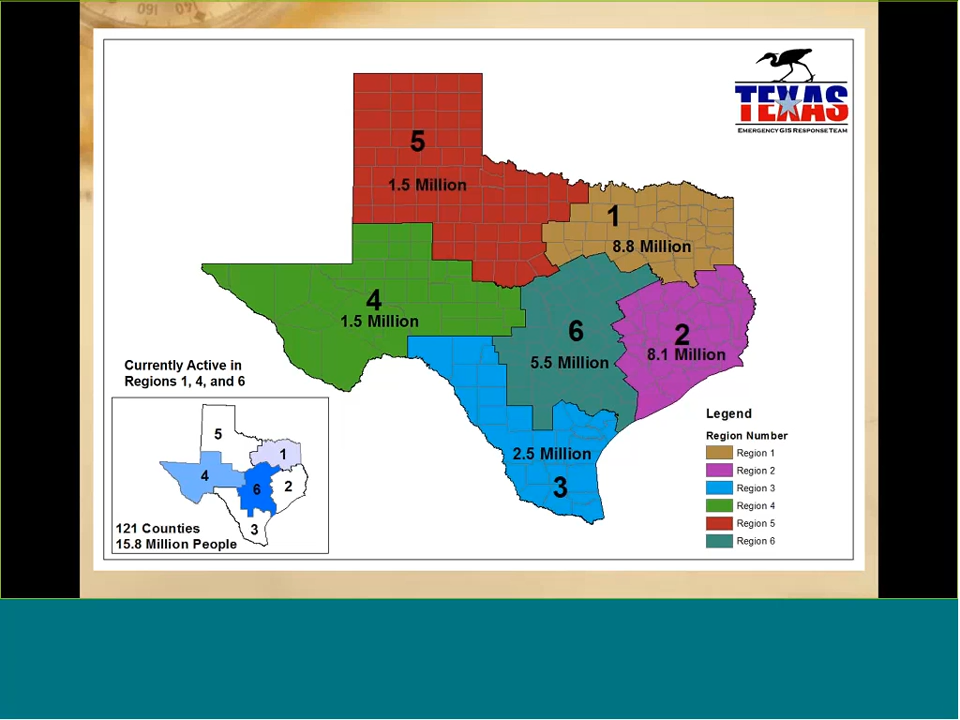 TEXAS
EMERGENCY GIS RESPONSE TEAM
5
1.5 Million
1
8.8 Million
4
1.5 Million
6
5.5 Million
2
8.1 Million
2.5 Million
3
Currently Active in
Regions 1, 4, and 6
5
1
4
6
2
3
121 Counties
15.8 Million People
Legend
Region Number
Region 1
Region 2
Region 3
Region 4
Region 5
Region 6